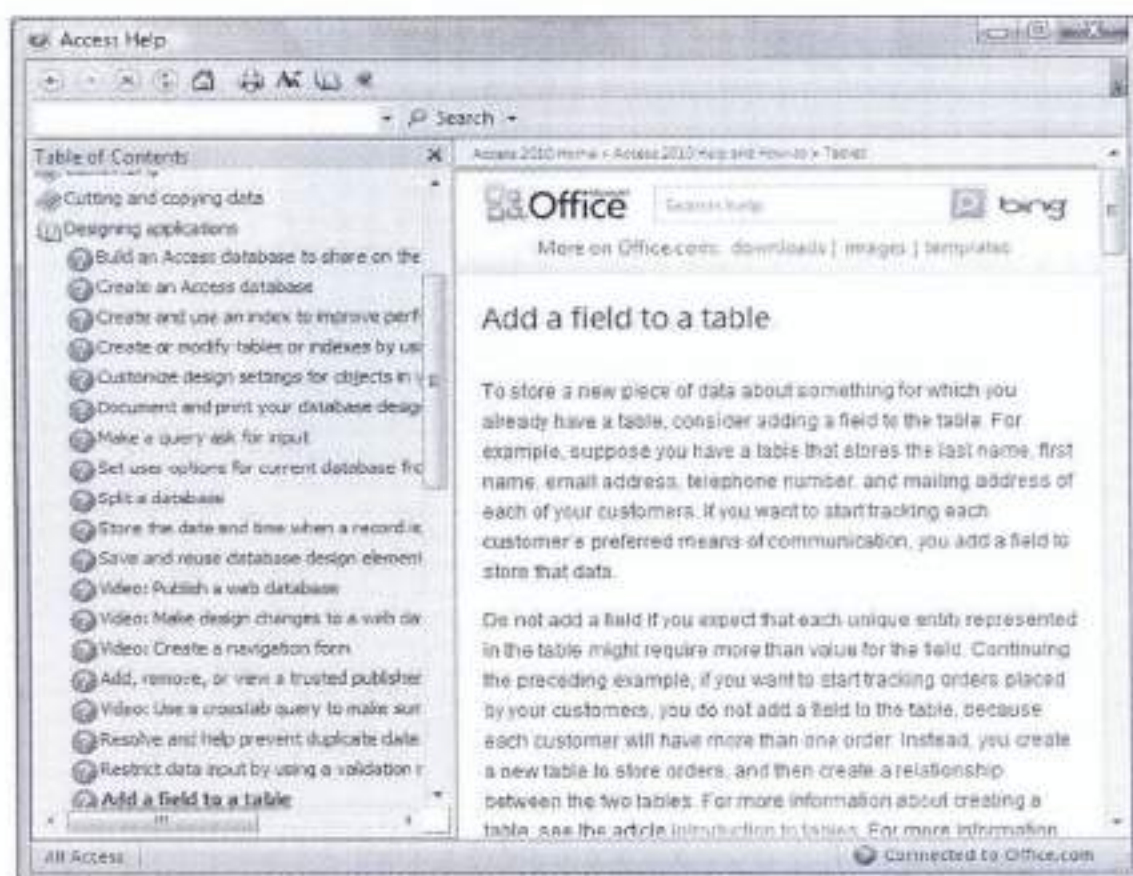 Access Help
Search
Table of Contents
Cutting and copying data
Designing applications
Build an Access database to share on the
Create an Access database
Create and use an index to improve perf
Create or modify tables or indexes by usi
Customize design settings for objects in
Document and print your database desig
Make a query ask for input
Set user options for current database fro
Split a database
Store the date and time when a record is
Save and reuse database design element
Video: Publish a web database
Video: Make design changes to a web da
Video: Create a navigation form
Add, remove, or view a trusted publisher
Video: Use a crosstab query to make sum
Resolve and help prevent duplicate data
Restrict data input by using a validation r
Add a field to a table
Access 2010 Home > Access 2010 Help and How-to > Tables
Office
Search help
bing
More on Office.com: downloads | images | templates
Add a field to a table
To store a new piece of data about something for which you
already have a table, consider adding a field to the table. For
example, suppose you have a table that stores the last name, first
name, email address, telephone number, and mailing address of
each of your customers. If you want to start tracking each
customer's preferred means of communication, you add a field to
store that data.
Do not add a field if you expect that each unique entity represented
in the table might require more than value for the field. Continuing
the preceding example, if you want to start tracking orders placed
by your customers, you do not add a field to the table, because
each customer will have more than one order. Instead, you create
a new table to store orders, and then create a relationship
between the two tables. For more information about creating a
table, see the article Introduction to tables. For more information
All Access
Connected to Office.com